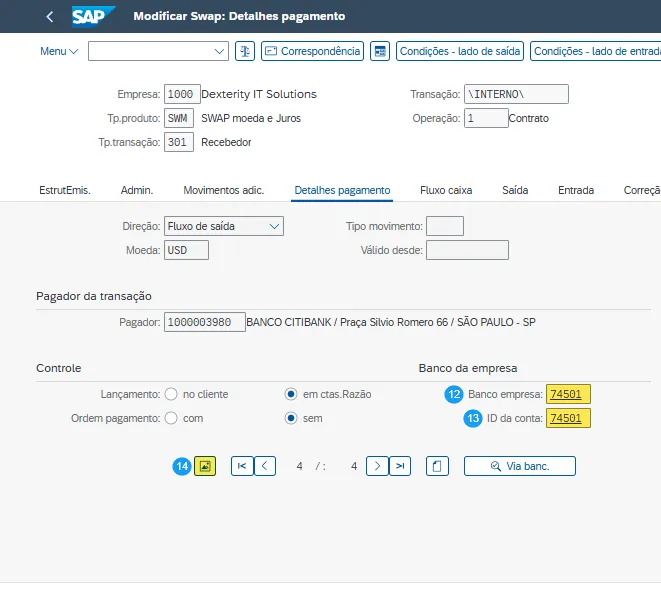 SAP Modificar Swap: Detalhes pagamento
Menu Correspondência Condições - lado de saída Condições - lado de entrada
Empresa: 1000 Dexterity IT Solutions Transação: \INTERNO\
Tp.produto: SWM SWAP moeda e Juros Operação: 1 Contrato
Tp.transação: 301 Recebedor
EstrutEmis. Admin. Movimentos adic. Detalhes pagamento Fluxo caixa Saída Entrada Correçã
Direção: Fluxo de saída Tipo movimento:
Moeda: USD Válido desde:
Pagador da transação
Pagador: 1000003980 BANCO CITIBANK / Praça Silvio Romero 66 / SÃO PAULO - SP
Controle Banco da empresa
Lançamento: no cliente em ctas.Razão 12 Banco empresa: 74501
Ordem pagamento: com sem 13 ID da conta: 74501
14 4 / : 4 Via banc.